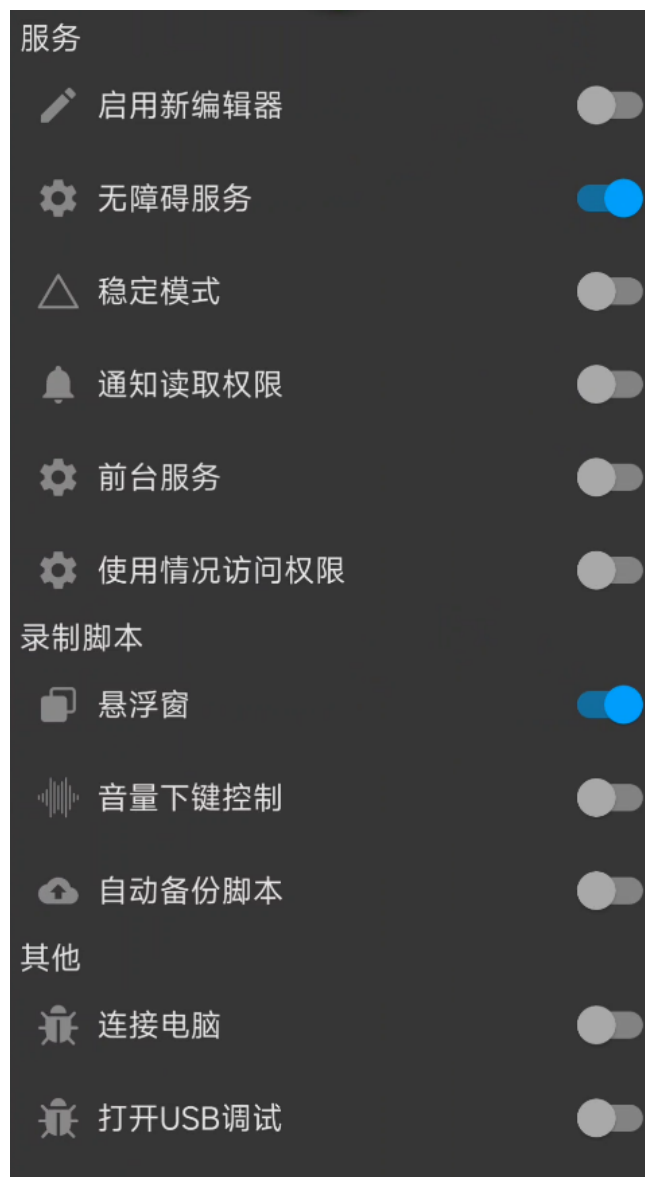 服务
启用新编辑器
无障碍服务
稳定模式
通知读取权限
前台服务
使用情况访问权限
录制脚本
悬浮窗
音量下键控制
自动备份脚本
其他
连接电脑
打开USB调试